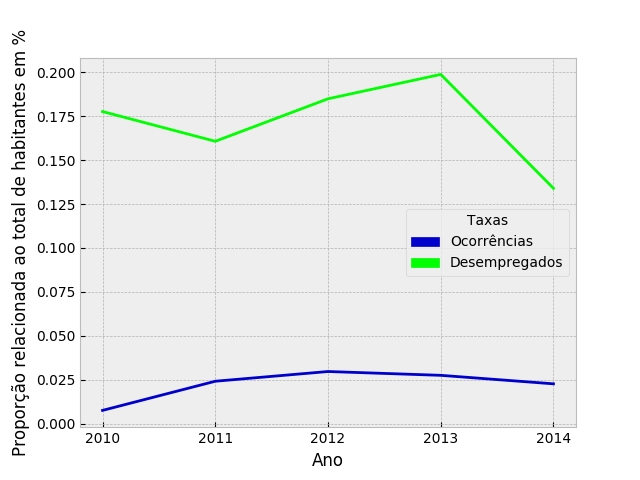 Proporção relacionada ao total de habitantes em %
0.200
0.175
0.150
0.125
0.100
0.075
0.050
0.025
0.000
Taxas
Ocorrências
Desempregados
2010 2011 2012 2013 2014
Ano